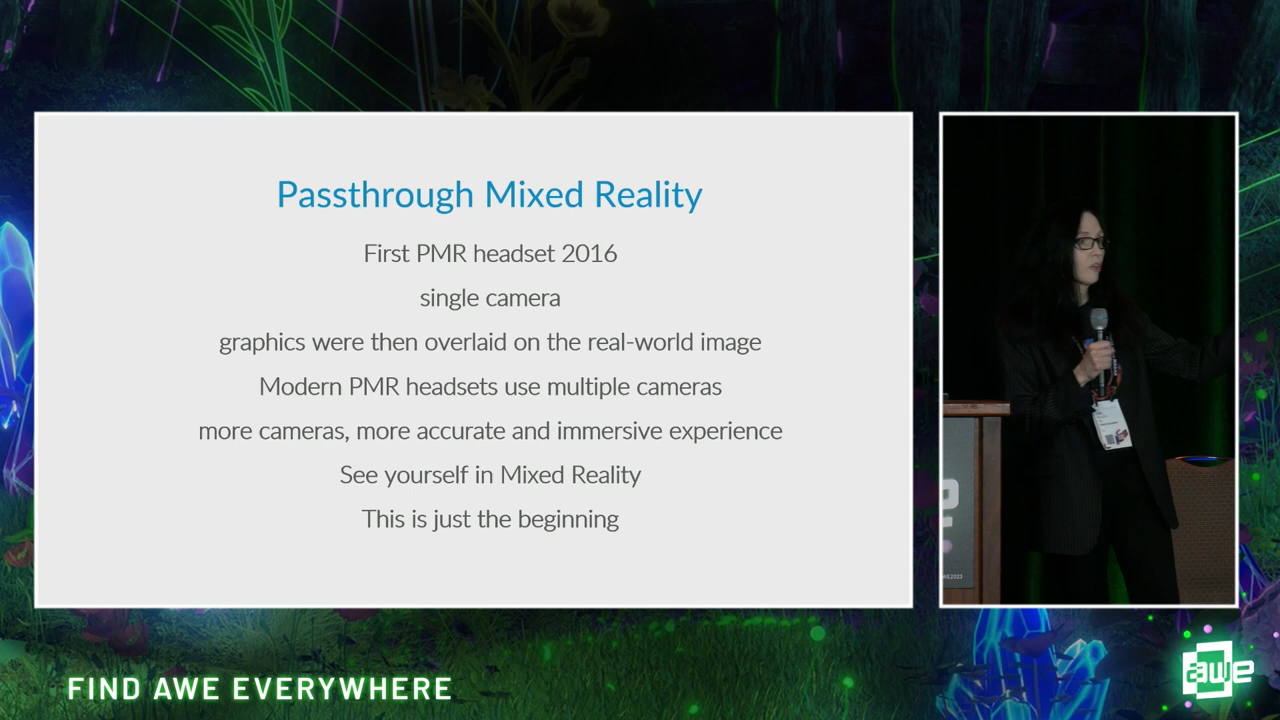 Passthrough Mixed Reality
First PMR headset 2016
single camera
graphics were then overlaid on the real-world image
Modern PMR headsets use multiple cameras
more cameras, more accurate and immersive experience
See yourself in Mixed Reality
This is just the beginning
FIND AWE EVERYWHERE
awe